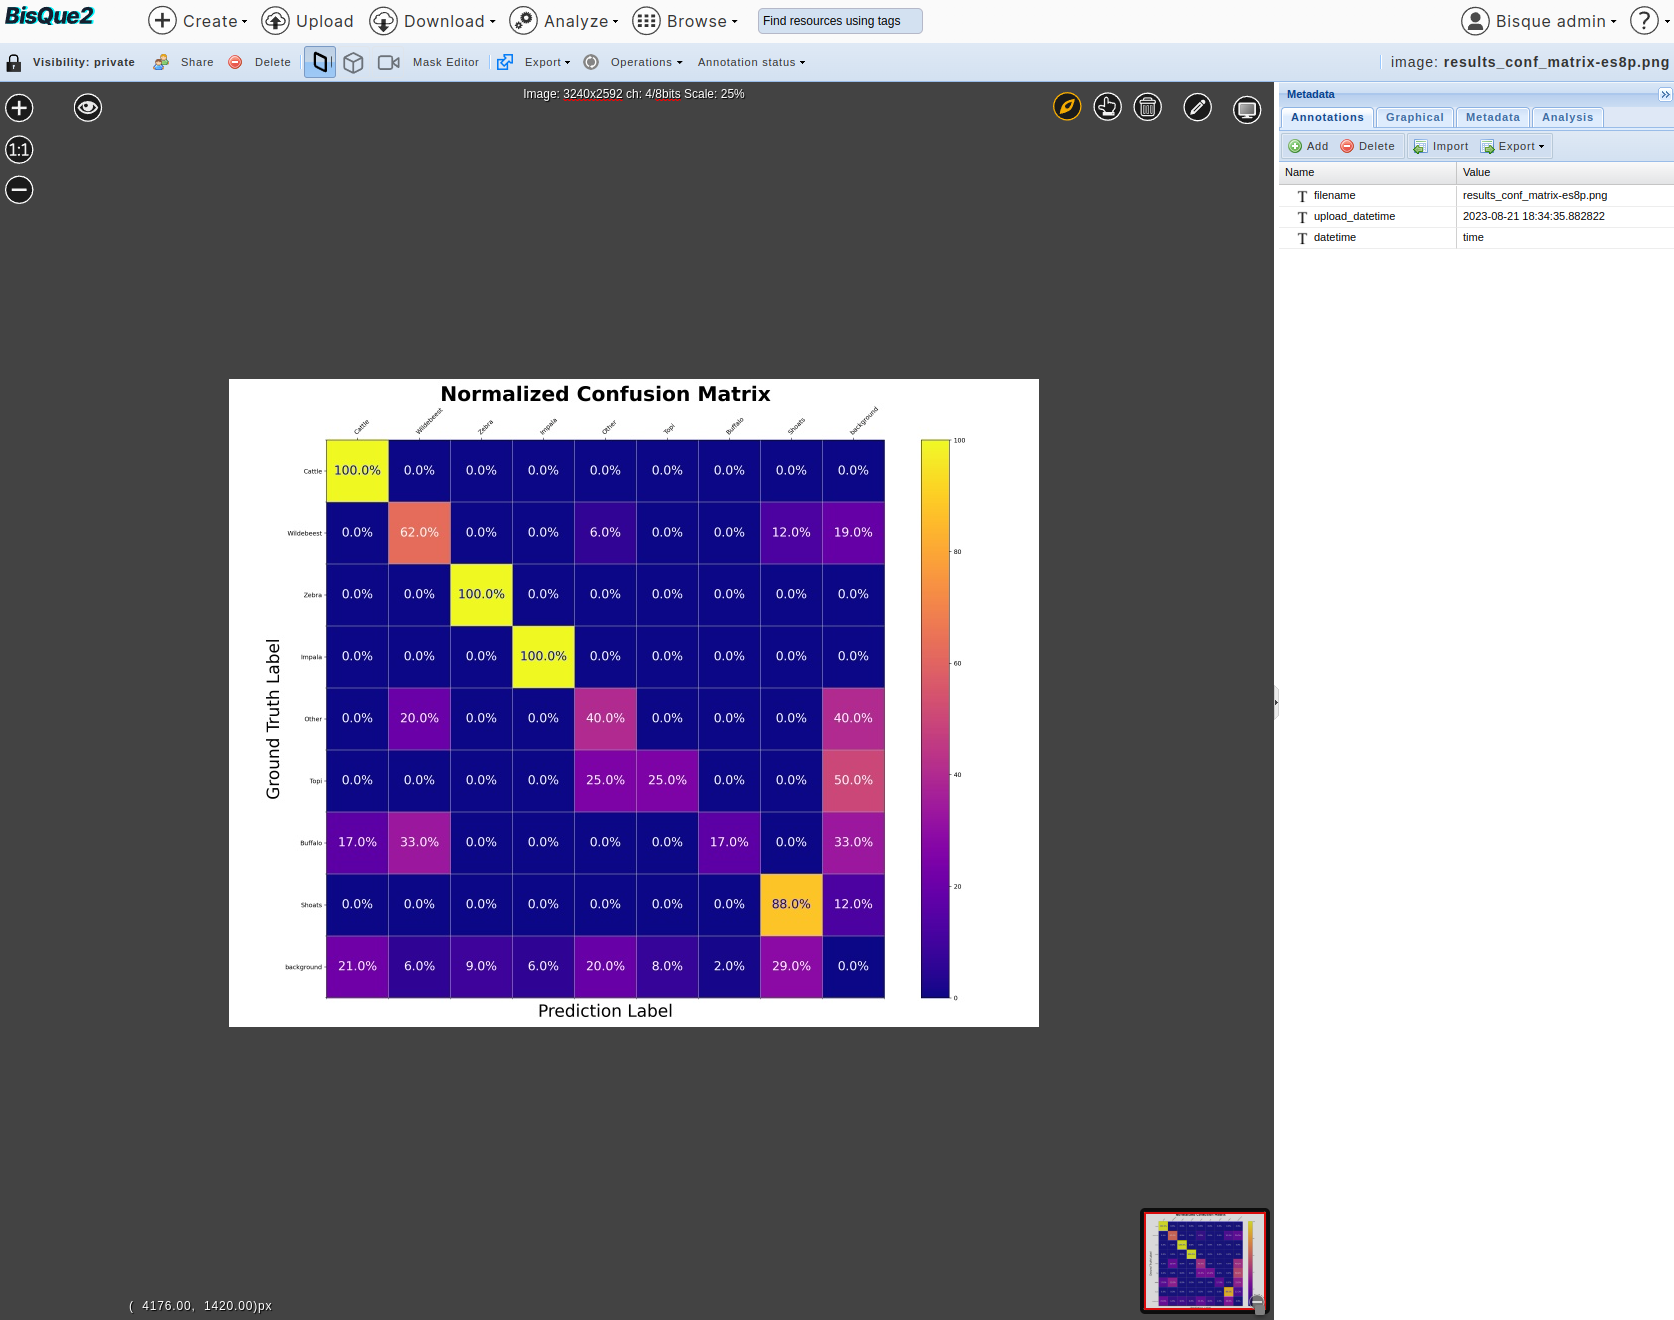 BisQue2
Create Upload Download Analyze Browse Find resources using tags Bisque admin ?
Visibility: private Share Delete Mask Editor Export Operations Annotation status image: results_conf_matrix-es8p.png
Image: 3240x2592 ch: 4/8bits Scale: 25%
1:1
Metadata
Annotations Graphical Metadata Analysis
Add Delete Import Export
Name Value
T filename results_conf_matrix-es8p.png
T upload_datetime 2023-08-21 18:34:35.882822
T datetime time
Normalized Confusion Matrix
Cattle Wildebeest Zebra Impala Other Topi Buffalo Shoats background
Cattle 100.0% 0.0% 0.0% 0.0% 0.0% 0.0% 0.0% 0.0% 0.0%
Wildebeest 0.0% 62.0% 0.0% 0.0% 6.0% 0.0% 0.0% 12.0% 19.0%
Zebra 0.0% 0.0% 100.0% 0.0% 0.0% 0.0% 0.0% 0.0% 0.0%
Impala 0.0% 0.0% 0.0% 100.0% 0.0% 0.0% 0.0% 0.0% 0.0%
Other 0.0% 20.0% 0.0% 0.0% 40.0% 0.0% 0.0% 0.0% 40.0%
Topi 0.0% 0.0% 0.0% 0.0% 25.0% 25.0% 0.0% 0.0% 50.0%
Buffalo 17.0% 33.0% 0.0% 0.0% 0.0% 0.0% 17.0% 0.0% 33.0%
Shoats 0.0% 0.0% 0.0% 0.0% 0.0% 0.0% 0.0% 88.0% 12.0%
background 21.0% 6.0% 9.0% 6.0% 20.0% 8.0% 2.0% 29.0% 0.0%
Ground Truth Label
Prediction Label
100
80
60
40
20
0
( 4176.00, 1420.00)px